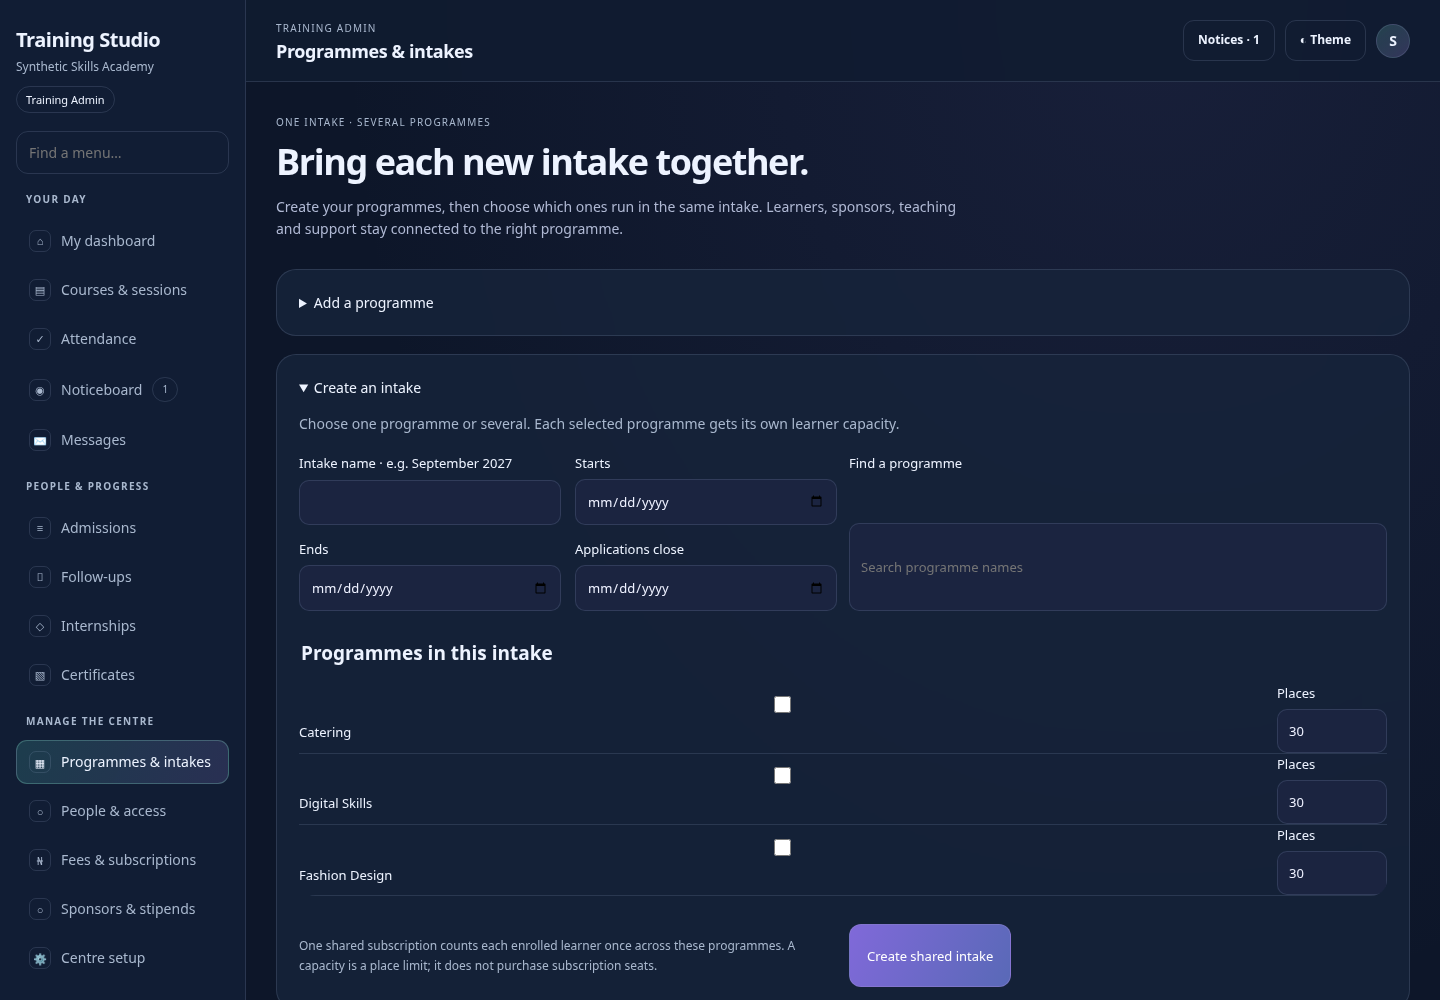 Training Studio
Synthetic Skills Academy
Training Admin
Find a menu...
YOUR DAY
My dashboard
Courses & sessions
Attendance
Noticeboard 1
Messages
PEOPLE & PROGRESS
Admissions
Follow-ups
Internships
Certificates
MANAGE THE CENTRE
Programmes & intakes
People & access
₦ Fees & subscriptions
Sponsors & stipends
Centre setup
TRAINING ADMIN
Programmes & intakes
Notices · 1
Theme
S
ONE INTAKE · SEVERAL PROGRAMMES
Bring each new intake together.
Create your programmes, then choose which ones run in the same intake. Learners, sponsors, teaching
and support stay connected to the right programme.
Add a programme
Create an intake
Choose one programme or several. Each selected programme gets its own learner capacity.
Intake name · e.g. September 2027
Starts
mm/dd/yyyy
Find a programme
Search programme names
Ends
mm/dd/yyyy
Applications close
mm/dd/yyyy
Programmes in this intake
Catering
Places
30
Digital Skills
Places
30
Fashion Design
Places
30
One shared subscription counts each enrolled learner once across these programmes. A
capacity is a place limit; it does not purchase subscription seats.
Create shared intake